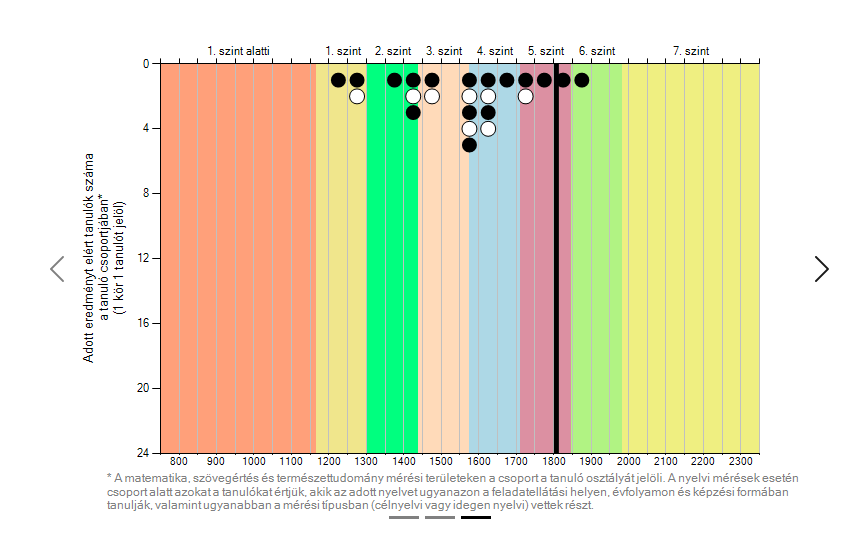 1. szint alatti 1. szint 2. szint 3. szint 4. szint 5. szint 6. szint 7. szint
Adott eredményt elért tanulók száma
a tanuló csoportjában*
(1 kör 1 tanulót jelöl)
0
4
8
12
16
20
24
800 900 1000 1100 1200 1300 1400 1500 1600 1700 1800 1900 2000 2100 2200 2300
* A matematika, szövegértés és természettudomány mérési területeken a csoport a tanuló osztályát jelöli. A nyelvi mérések esetén
csoport alatt azokat a tanulókat értjük, akik az adott nyelvet ugyanazon a feladatellátási helyen, évfolyamon és képzési formában
tanulják, valamint ugyanabban a mérési típusban (célnyelvi vagy idegen nyelvi) vettek részt.